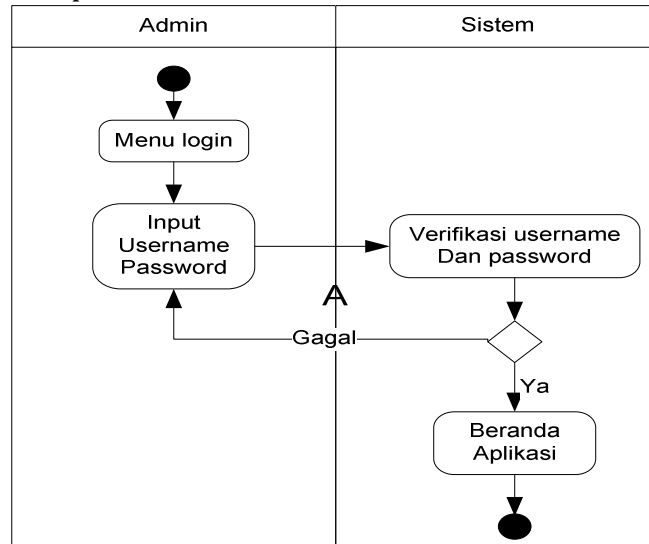 Admin
Sistem
Menu login
Input
Username
Password
Verifikasi username
Dan password
A
Gagal
Ya
Beranda
Aplikasi